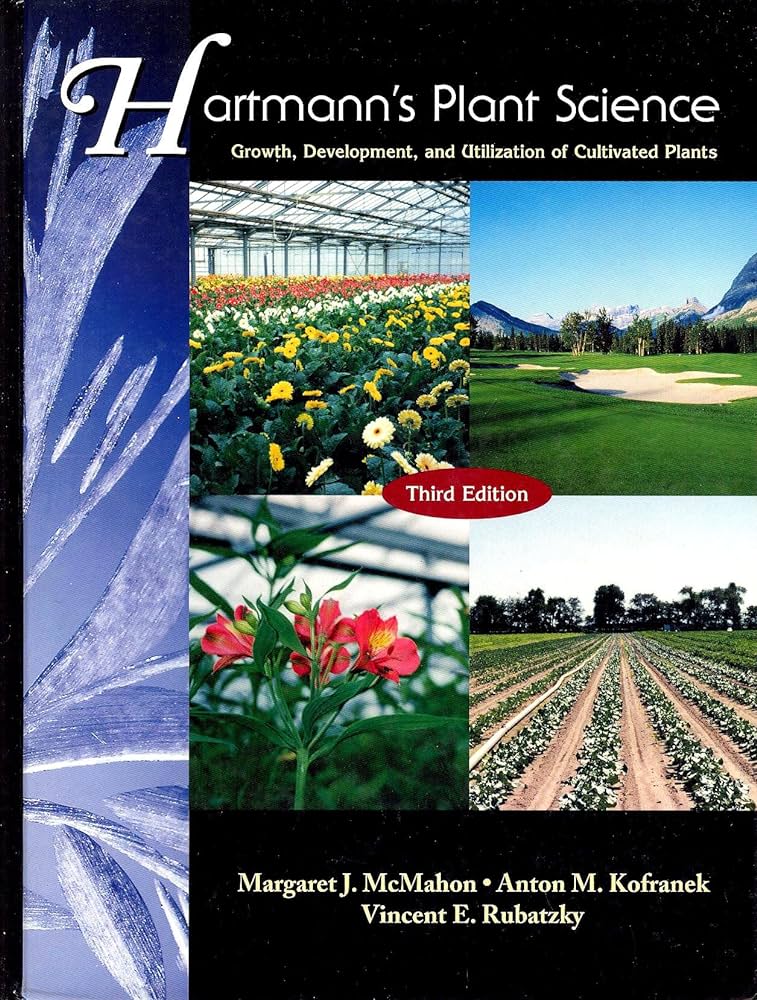 Hartmann's Plant Science
Growth, Development, and Utilization of Cultivated Plants
Third Edition
Margaret J. McMahon • Anton M. Kofranek
Vincent E. Rubatzky